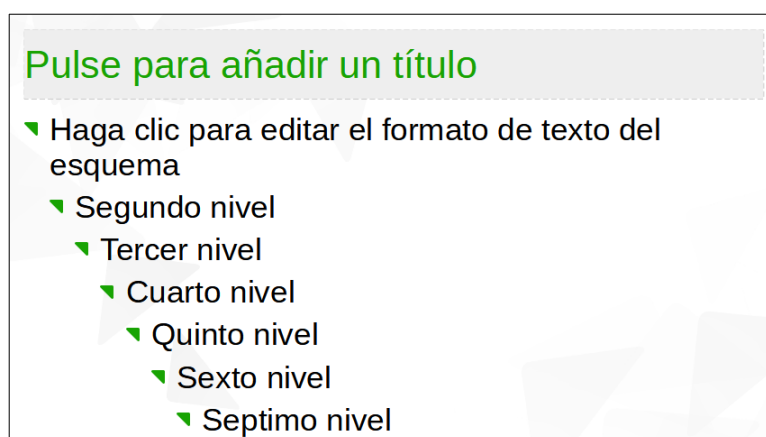 Pulse para añadir un título
Haga clic para editar el formato de texto del
esquema
Segundo nivel
Tercer nivel
Cuarto nivel
Quinto nivel
Sexto nivel
Septimo nivel